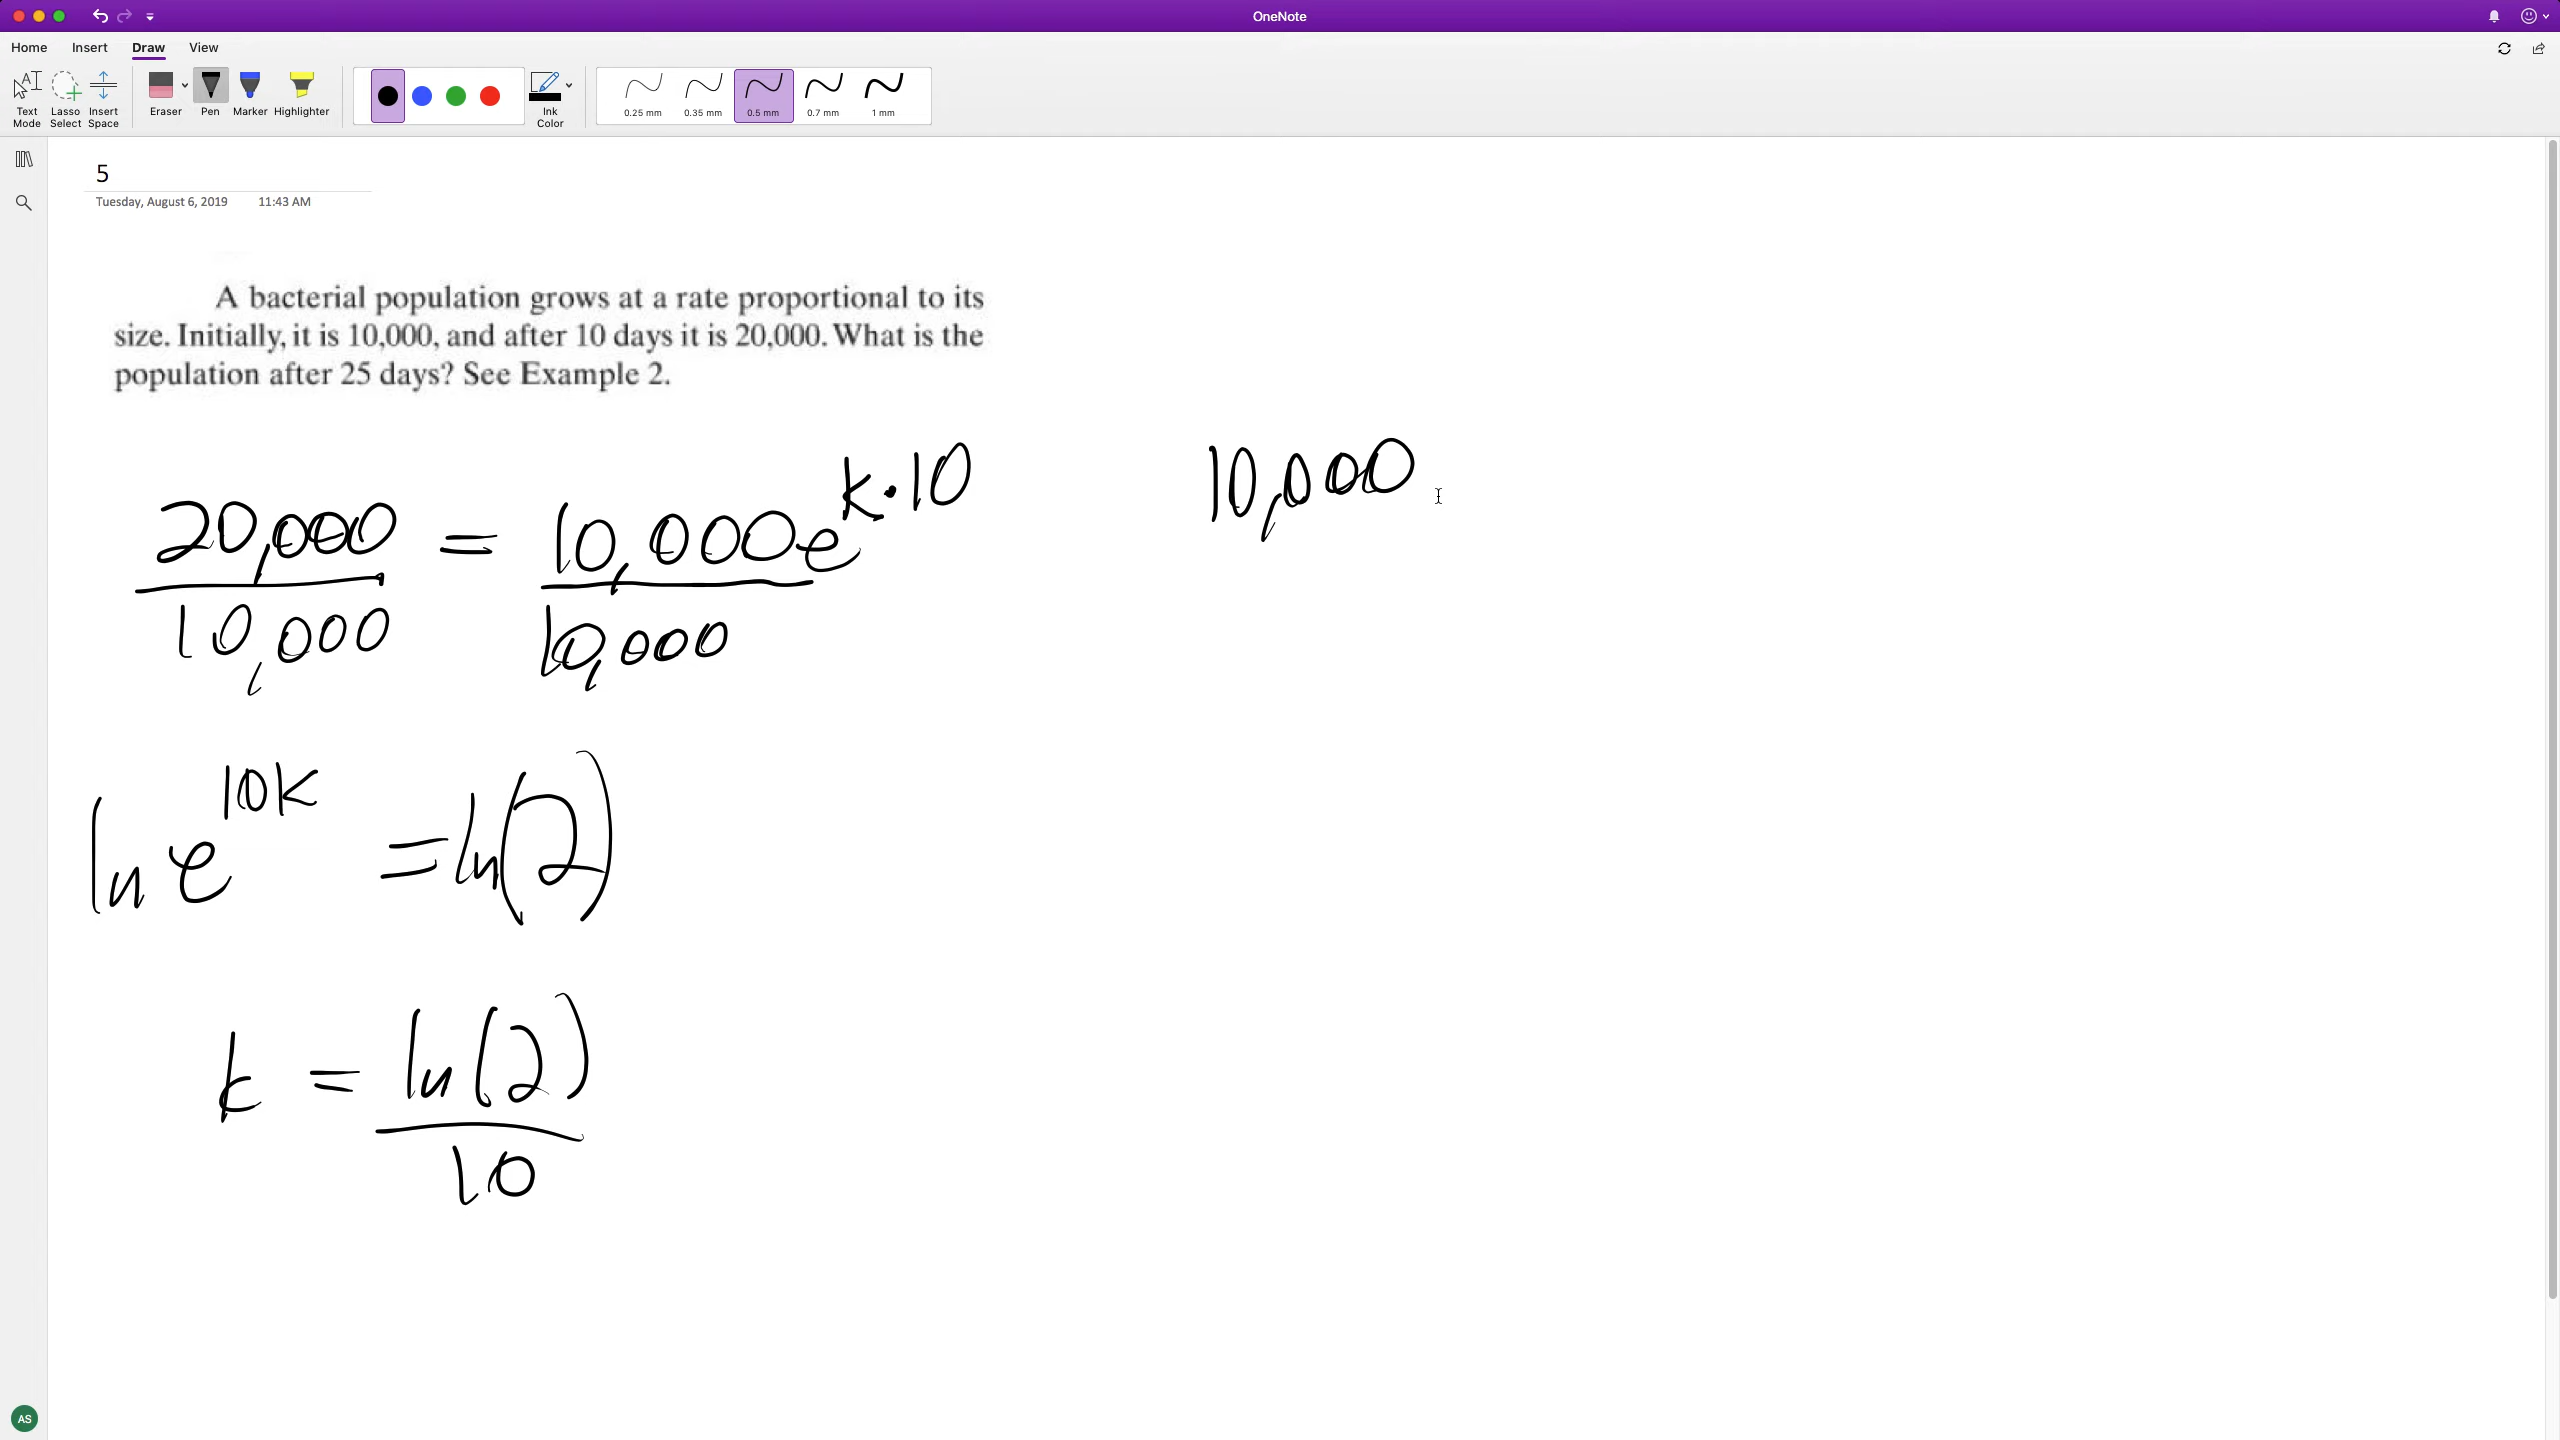 OneNote
Home Insert Draw View
Text Mode
Lasso Select
Insert Space
Eraser
Pen
Marker
Highlighter
Ink Color
0.25 mm
0.35 mm
0.5 mm
0.7 mm
1 mm
5
Tuesday, August 6, 2019 11:43 AM
A bacterial population grows at a rate proportional to its
size. Initially, it is 10,000, and after 10 days it is 20,000. What is the
population after 25 days? See Example 2.
20,000/10,000 = 10,000e^(k·10)/10,000
ln e^(10k) = ln(2)
k = ln(2)/10
10,000
AS